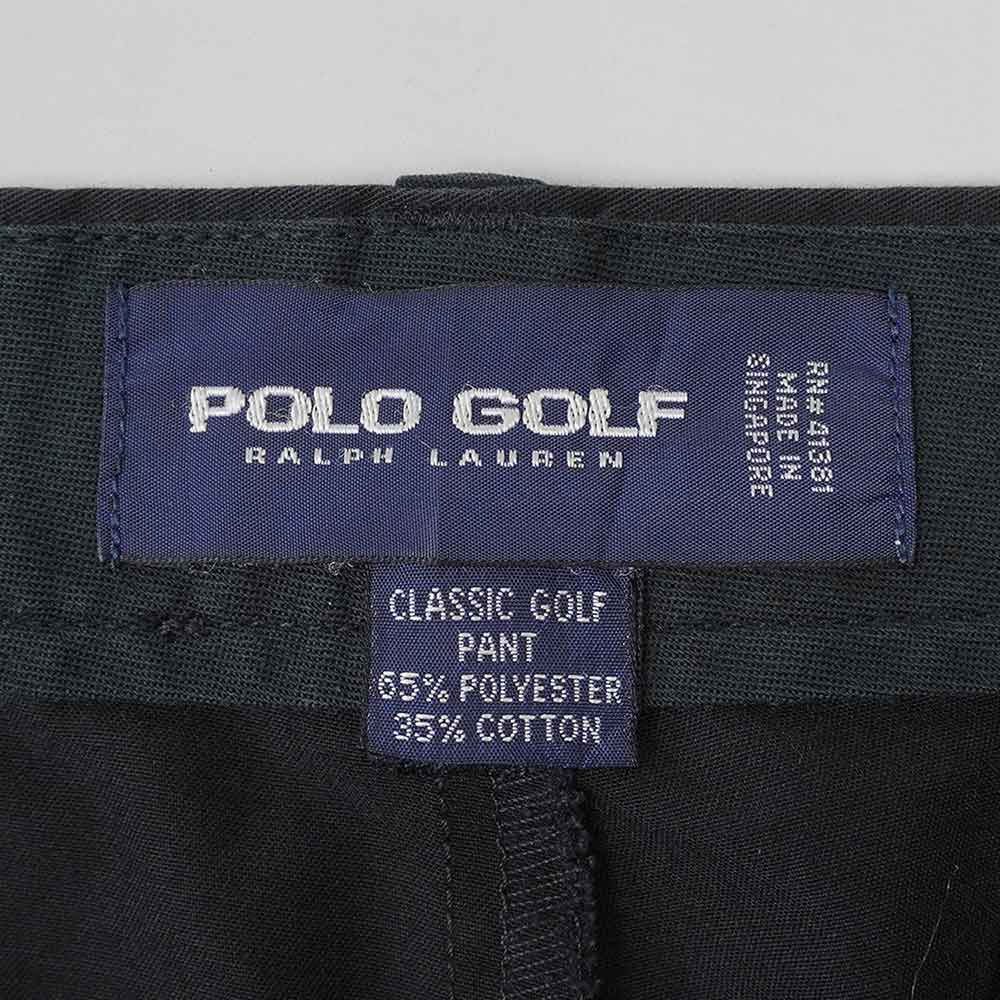 POLO GOLF
RALPH LAUREN
RN# 41381
MADE IN
SINGAPORE
CLASSIC GOLF
PANT
65% POLYESTER
35% COTTON